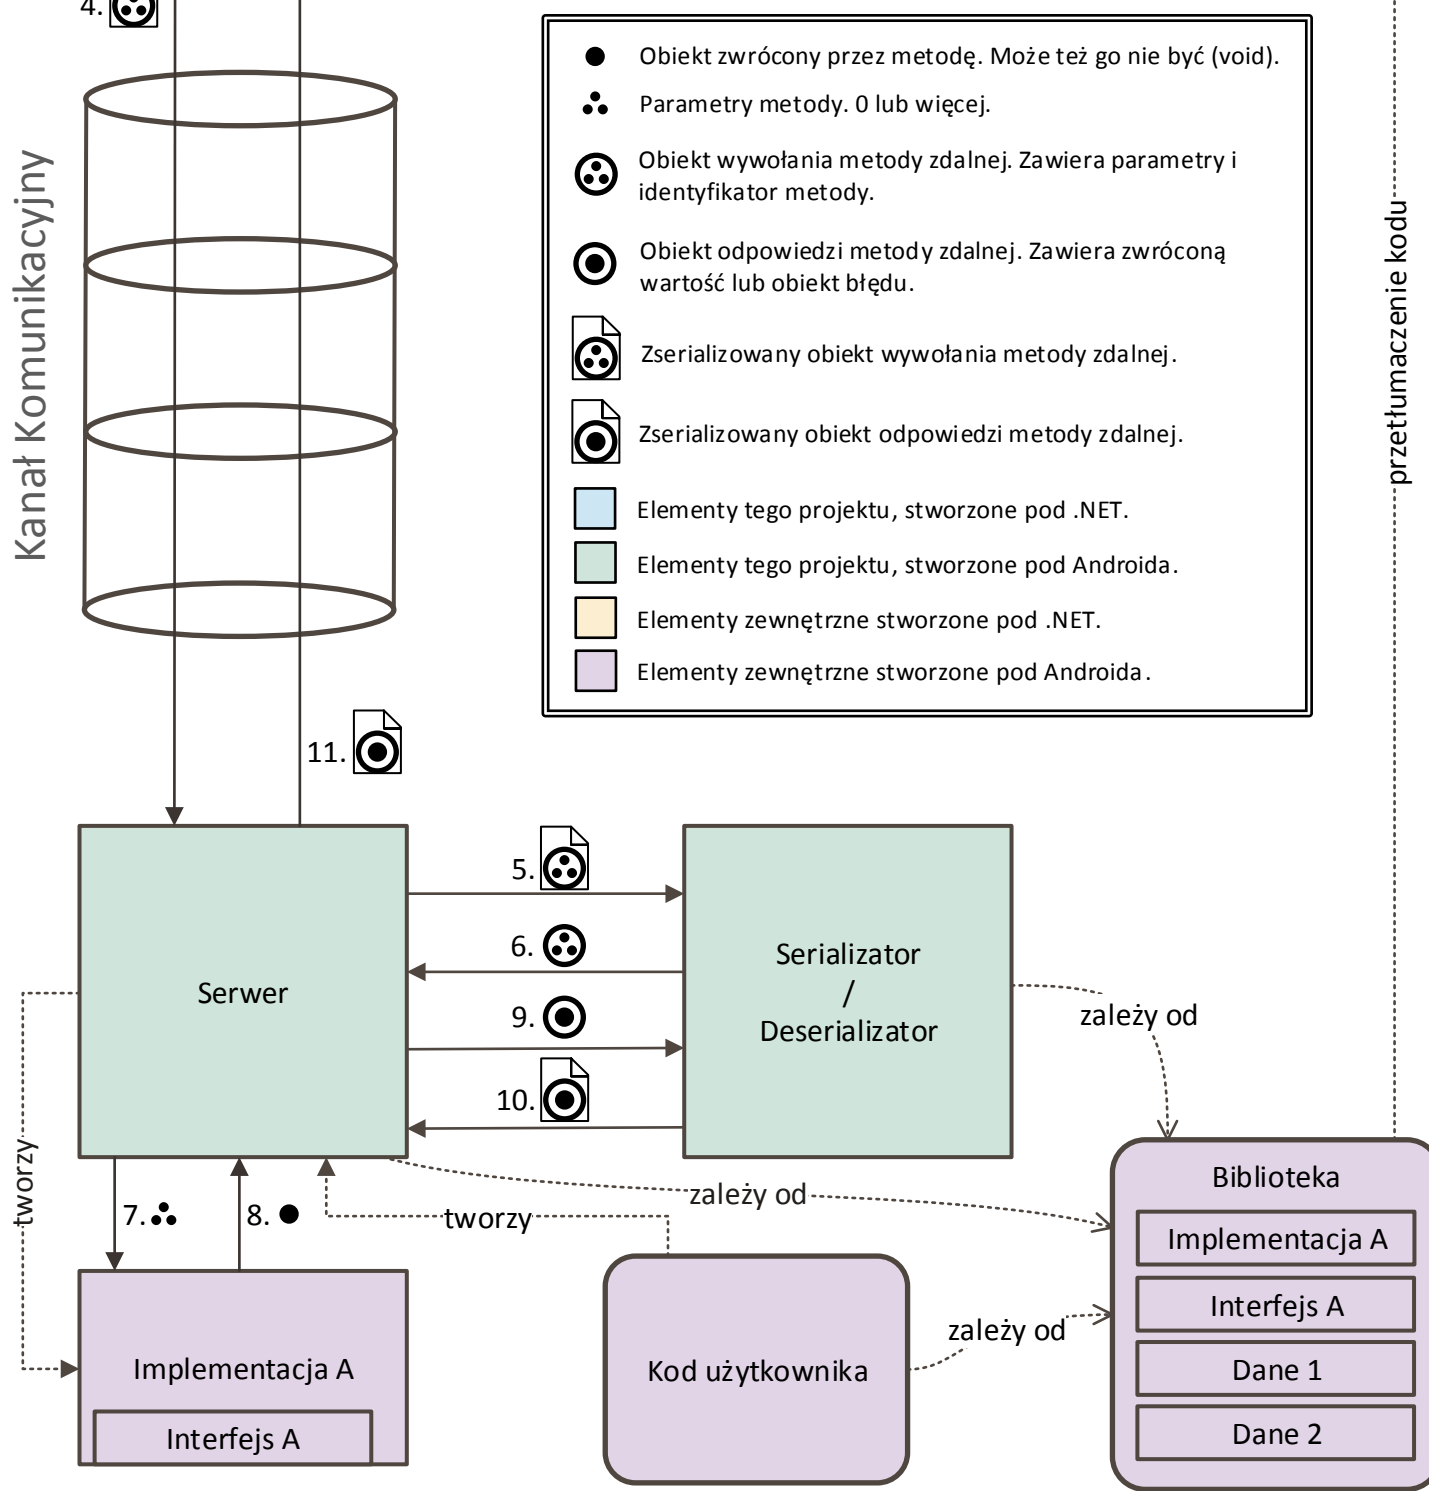 4.
Obiekt zwrócony przez metodę. Może też go nie być (void).
Parametry metody. 0 lub więcej.
Obiekt wywołania metody zdalnej. Zawiera parametry i
identyfikator metody.
Obiekt odpowiedzi metody zdalnej. Zawiera zwróconą
wartość lub obiekt błędu.
Zserializowany obiekt wywołania metody zdalnej.
Zserializowany obiekt odpowiedzi metody zdalnej.
Elementy tego projektu, stworzone pod .NET.
Elementy tego projektu, stworzone pod Androida.
Elementy zewnętrzne stworzone pod .NET.
Elementy zewnętrzne stworzone pod Androida.
Kanał Komunikacyjny
przetłumaczenie kodu
11.
5.
6.
9.
10.
Serwer
Serializator
/
Deserializator
zależy od
tworzy
7.
8.
tworzy
zależy od
Biblioteka
Implementacja A
Interfejs A
Dane 1
Dane 2
zależy od
Kod użytkownika
Implementacja A
Interfejs A